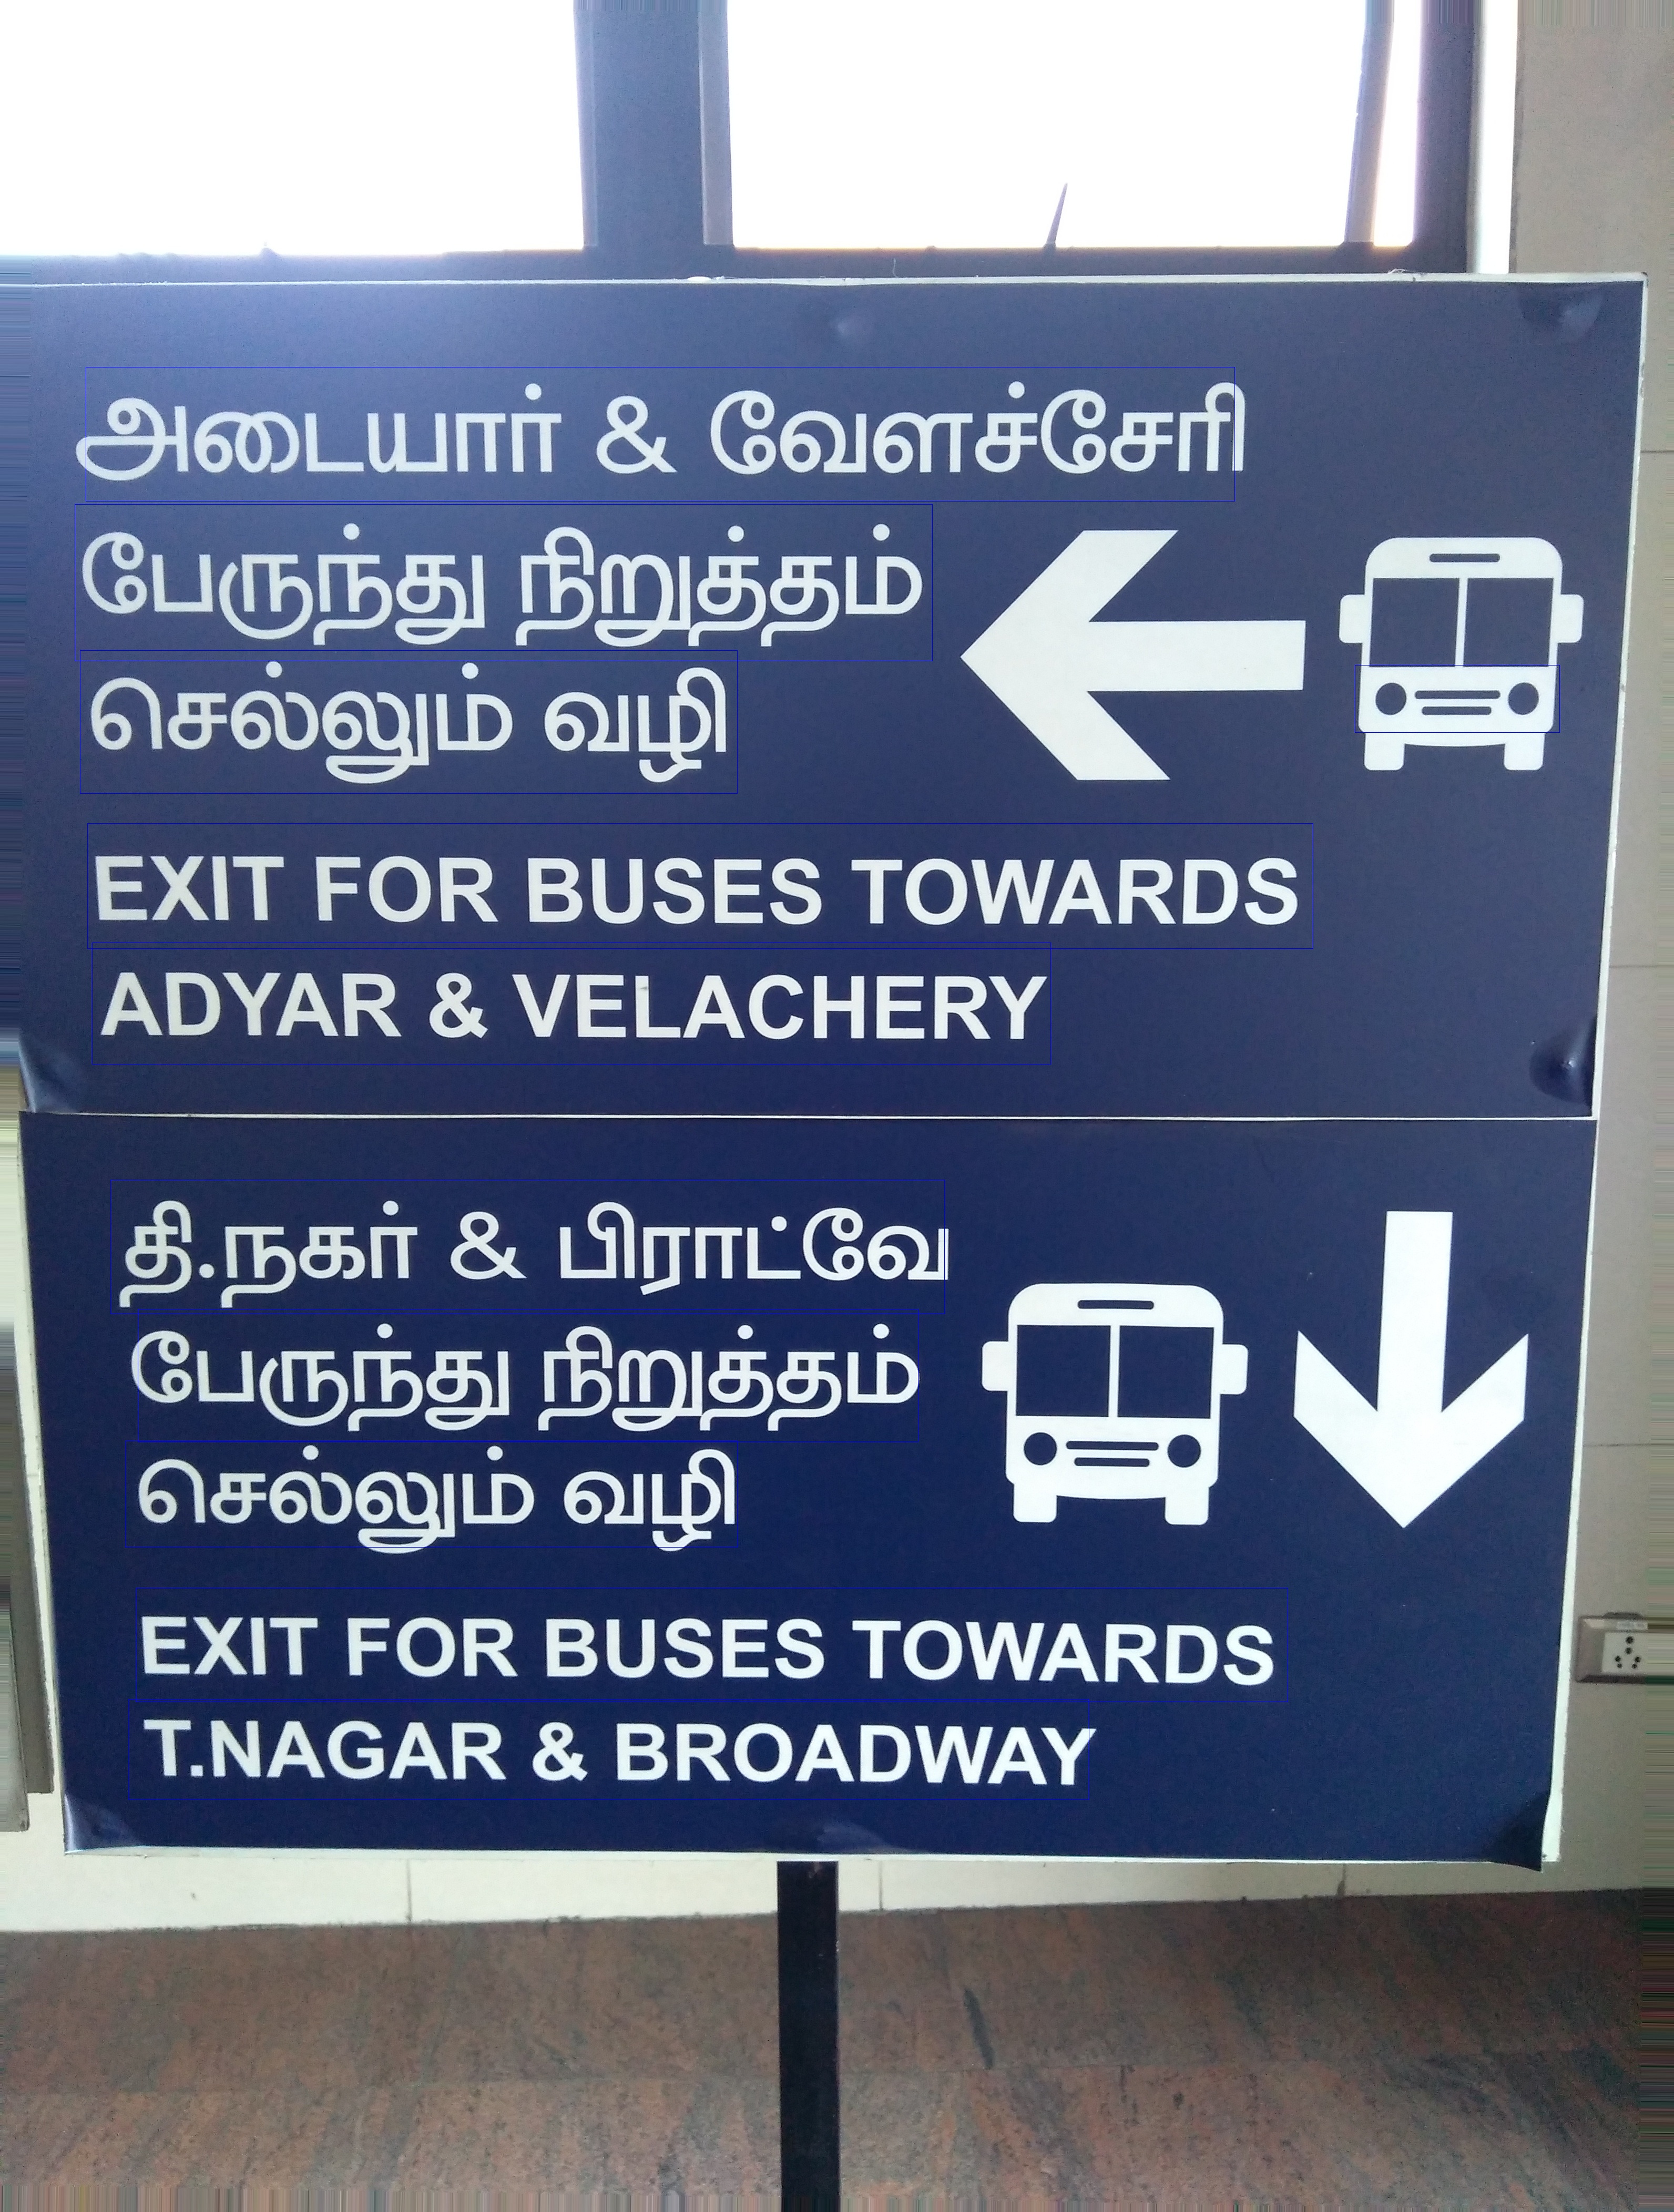 அடையார் & வேளச்சேரி
பேருந்து நிறுத்தம்
செல்லும் வழி
EXIT FOR BUSES TOWARDS
ADYAR & VELACHERY
தி.நகர் & பிராட்வே
பேருந்து நிறுத்தம்
செல்லும் வழி
EXIT FOR BUSES TOWARDS
T.NAGAR & BROADWAY